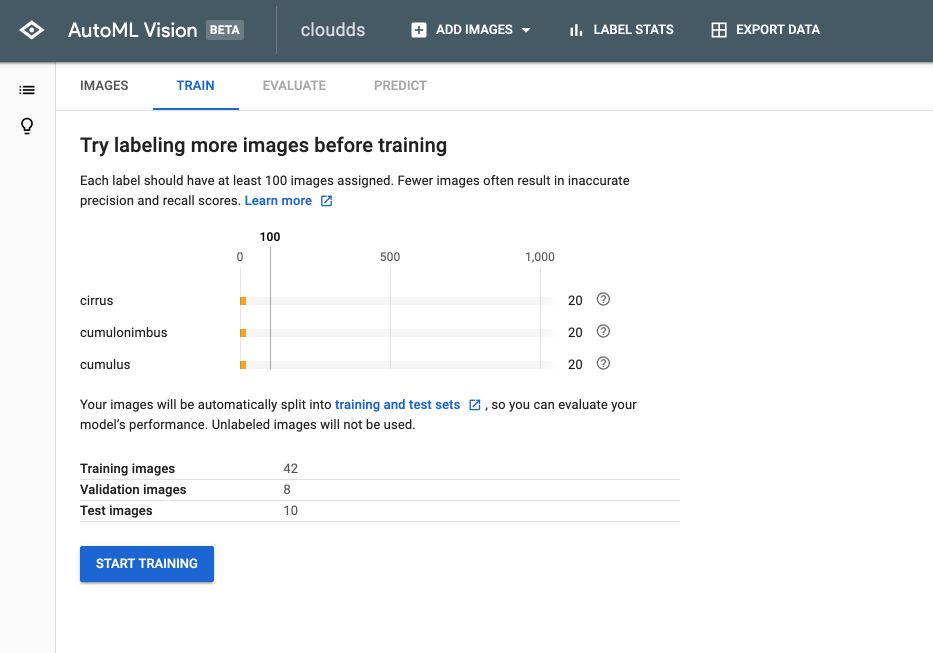 AutoML Vision BETA clouds ADD IMAGES LABEL STATS EXPORT DATA
IMAGES TRAIN EVALUATE PREDICT
Try labeling more images before training
Each label should have at least 100 images assigned. Fewer images often result in inaccurate
precision and recall scores. Learn more
100
0 500 1,000
cirrus 20
cumulonimbus 20
cumulus 20
Your images will be automatically split into training and test sets , so you can evaluate your
model’s performance. Unlabeled images will not be used.
Training images 42
Validation images 8
Test images 10
START TRAINING